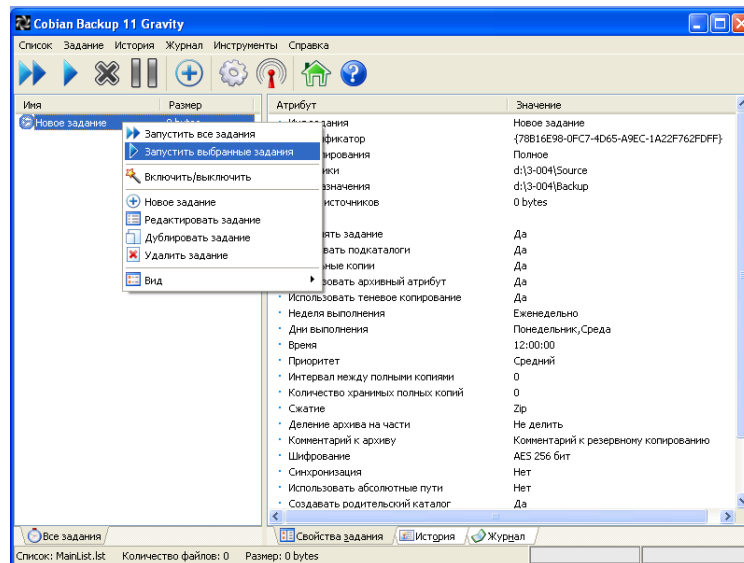 Cobian Backup 11 Gravity
Список Задание История Журнал Инструменты Справка
Имя Размер Атрибут Значение
Новое задание Новое задание
Запустить все задания
{78B16E98-0FC7-4D65-A9EC-1A22F762FDFF}
Запустить выбранные задания
Полное
d:\3-004\Source
Включить/выключить
d:\3-004\Backup
Новое задание
0 bytes
Редактировать задание
Дублировать задание
Да
Удалить задание
подкаталоги Да
копии Да
Вид
архивный атрибут Да
Использовать теневое копирование Да
Неделя выполнения Еженедельно
Дни выполнения Понедельник,Среда
Время 12:00:00
Приоритет Средний
Интервал между полными копиями 0
Количество хранимых полных копий 0
Сжатие Zip
Деление архива на части Не делить
Комментарий к архиву Комментарий к резервному копированию
Шифрование AES 256 бит
Синхронизация Нет
Использовать абсолютные пути Нет
Создавать родительский каталог Да
Все задания Свойства задания История Журнал
Список: MainList.lst Количество файлов: 0 Размер: 0 bytes